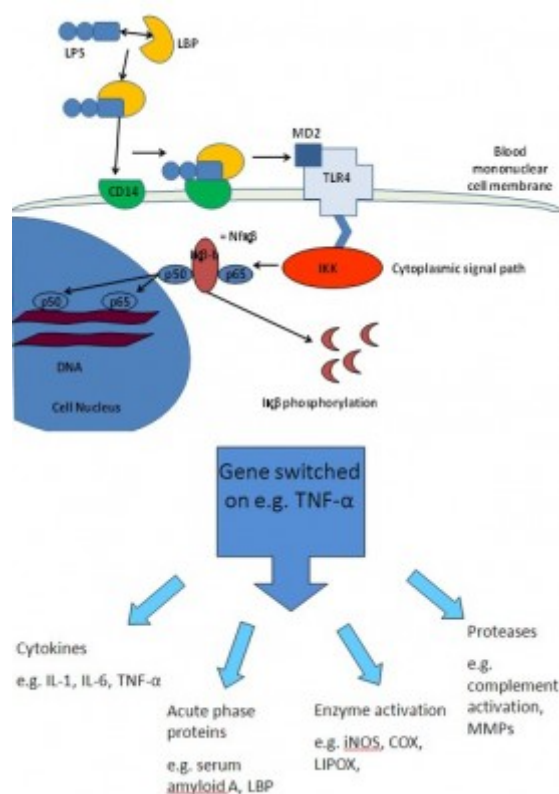 LPS
LBP
MD2
Blood
mononuclear
cell membrane
CD14
TLR4
= Nfκβ
p50
p65
IKK
Cytoplasmic signal path
p50
p65
DNA
Cell Nucleus
Iκβ phosphorylation
Gene switched
on e.g. TNF-α
Cytokines
e.g. IL-1, IL-6, TNF-α
Proteases
e.g.
complement
activation,
MMPs
Acute phase
proteins
e.g. serum
amyloid A, LBP
Enzyme activation
e.g. iNOS, COX,
LIPOX,